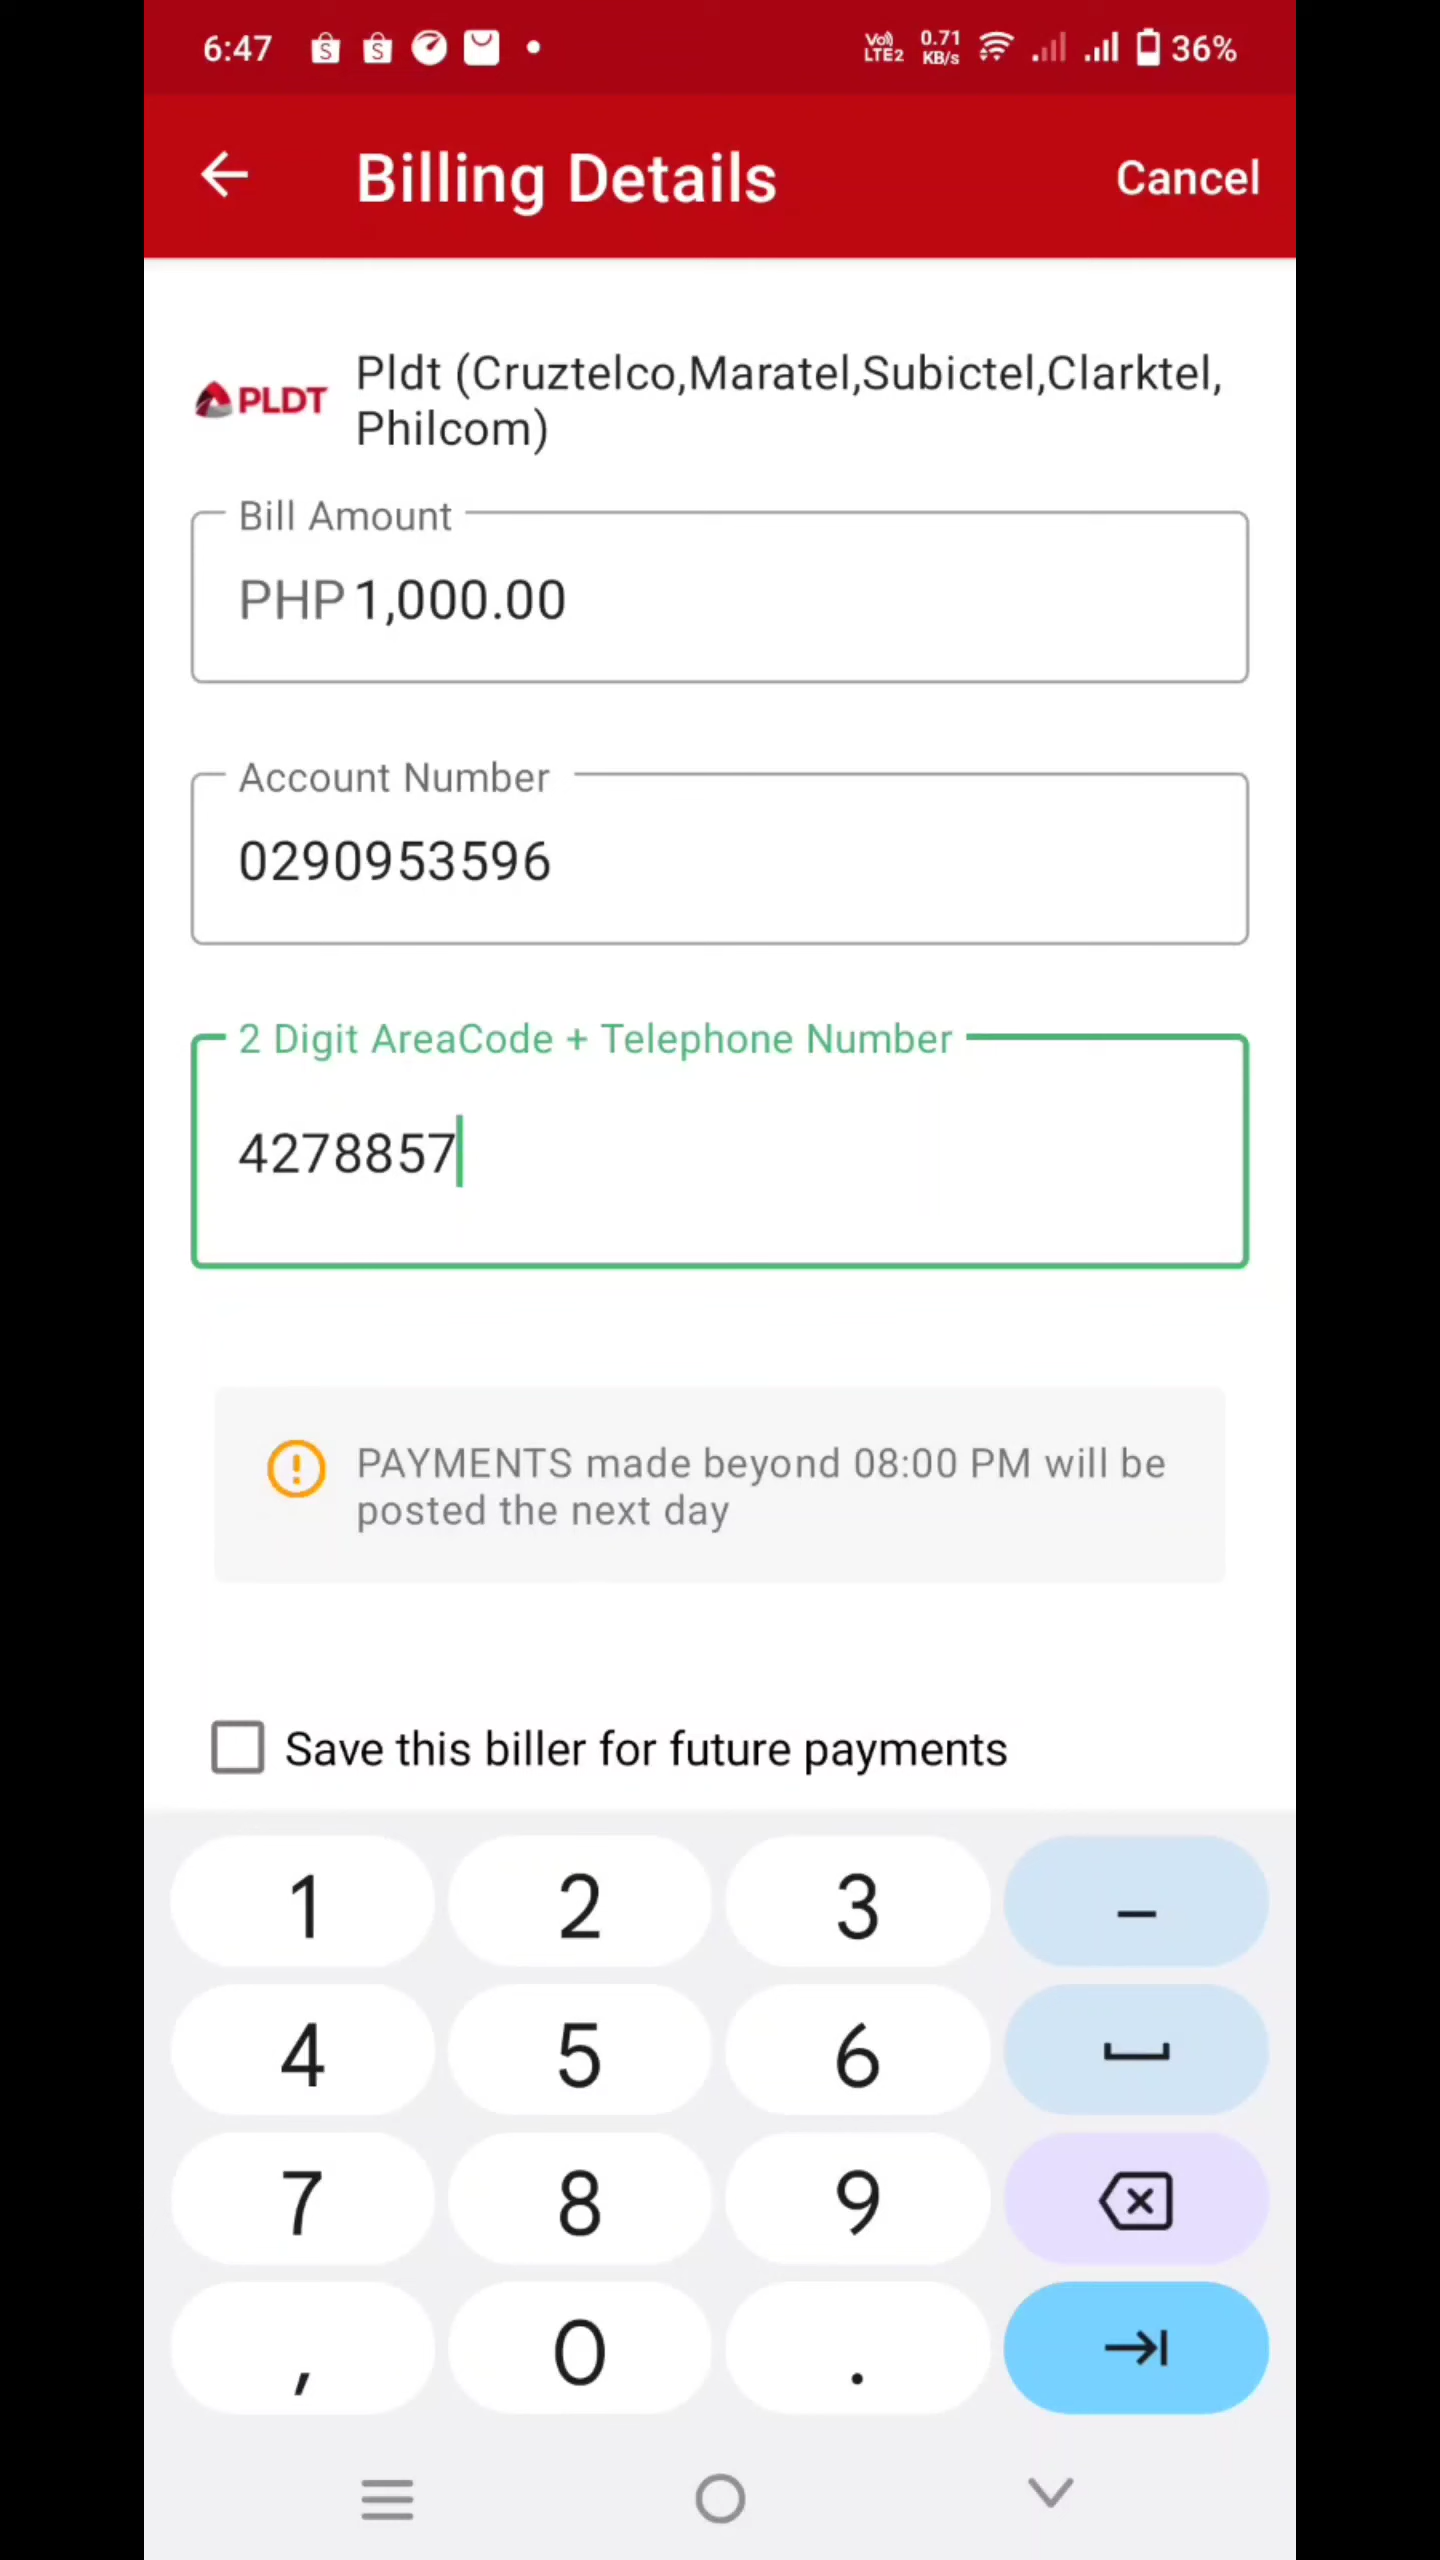 6:47 S S Vo)) LTE2 0.71 KB/s 36%
Billing Details Cancel
PLDT
Pldt (Cruztelco,Maratel,Subictel,Clarktel,
Philcom)
Bill Amount
PHP 1,000.00
Account Number
0290953596
2 Digit AreaCode + Telephone Number
4278857
PAYMENTS made beyond 08:00 PM will be
posted the next day
Save this biller for future payments
1 2 3 –
4 5 6
7 8 9
, 0 .